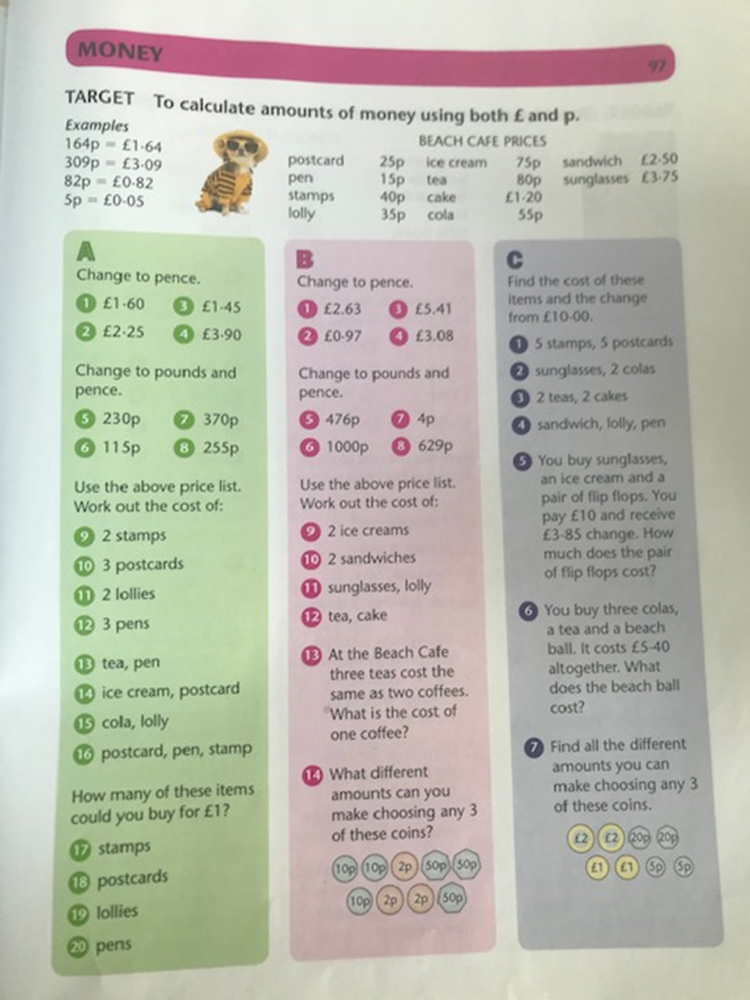 MONEY 97
TARGET To calculate amounts of money using both £ and p.
Examples
164p = £1·64
309p = £3·09
82p = £0·82
5p = £0·05
BEACH CAFE PRICES
postcard 25p ice cream 75p sandwich £2·50
pen 15p tea 80p sunglasses £3·75
stamps 40p cake £1·20
lolly 35p cola 55p
A
Change to pence.
1 £1·60 3 £1·45
2 £2·25 4 £3·90
Change to pounds and
pence.
5 230p 7 370p
6 115p 8 255p
Use the above price list.
Work out the cost of:
9 2 stamps
10 3 postcards
11 2 lollies
12 3 pens
13 tea, pen
14 ice cream, postcard
15 cola, lolly
16 postcard, pen, stamp
How many of these items
could you buy for £1?
17 stamps
18 postcards
19 lollies
20 pens
B
Change to pence.
1 £2.63 3 £5.41
2 £0·97 4 £3.08
Change to pounds and
pence.
5 476p 7 4p
6 1000p 8 629p
Use the above price list.
Work out the cost of:
9 2 ice creams
10 2 sandwiches
11 sunglasses, lolly
12 tea, cake
13 At the Beach Cafe
three teas cost the
same as two coffees.
What is the cost of
one coffee?
14 What different
amounts can you
make choosing any 3
of these coins?
10p 10p 2p 50p 50p
10p 2p 2p 50p
C
Find the cost of these
items and the change
from £10·00.
1 5 stamps, 5 postcards
2 sunglasses, 2 colas
3 2 teas, 2 cakes
4 sandwich, lolly, pen
5 You buy sunglasses,
an ice cream and a
pair of flip flops. You
pay £10 and receive
£3·85 change. How
much does the pair
of flip flops cost?
6 You buy three colas,
a tea and a beach
ball. It costs £5·40
altogether. What
does the beach ball
cost?
7 Find all the different
amounts you can
make choosing any 3
of these coins.
£2 £2 20p 20p
£1 £1 5p 5p